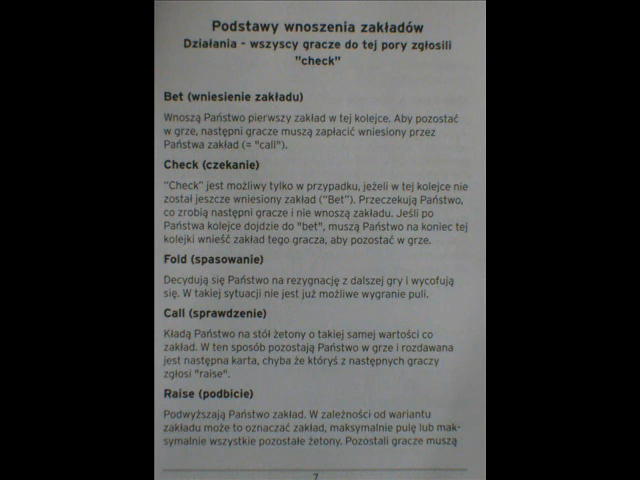 Podstawy wnoszenia zakładów
Działania - wszyscy gracze do tej pory zgłosili
"check"
Bet (wniesienie zakładu)
Wnoszą Państwo pierwszy zakład w tej kolejce. Aby pozostać
w grze, następni gracze muszą zapłacić wniesiony przez
Państwa zakład (= "call").
Check (czekanie)
"Check" jest możliwy tylko w przypadku, jeżeli w tej kolejce nie
został jeszcze wniesiony zakład ("Bet"). Przeczekują Państwo,
co zrobią następni gracze i nie wnoszą zakładu. Jeśli po
Państwa kolejce dojdzie do "bet", muszą Państwo na koniec tej
kolejki wnieść zakład tego gracza, aby pozostać w grze.
Fold (spasowanie)
Decydują się Państwo na rezygnację z dalszej gry i wycofują
się. W takiej sytuacji nie jest już możliwe wygranie puli.
Call (sprawdzenie)
Kładą Państwo na stół żetony o takiej samej wartości co
zakład. W ten sposób pozostają Państwo w grze i rozdawana
jest następna karta, chyba że któryś z następnych graczy
zgłosi "raise".
Raise (podbicie)
Podwyższają Państwo zakład. W zależności od wariantu
zakładu może to oznaczać zakład, maksymalnie pulę lub mak-
symalnie wszystkie pozostałe żetony. Pozostali gracze muszą
7